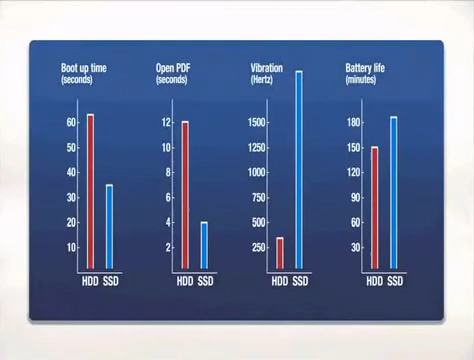 Boot up time
(seconds)
60
50
40
30
20
10
HDD SSD
Open PDF
(seconds)
12
10
8
6
4
2
HDD SSD
Vibration
(Hertz)
1500
1250
1000
750
500
250
HDD SSD
Battery life
(minutes)
180
150
120
90
60
30
HDD SSD